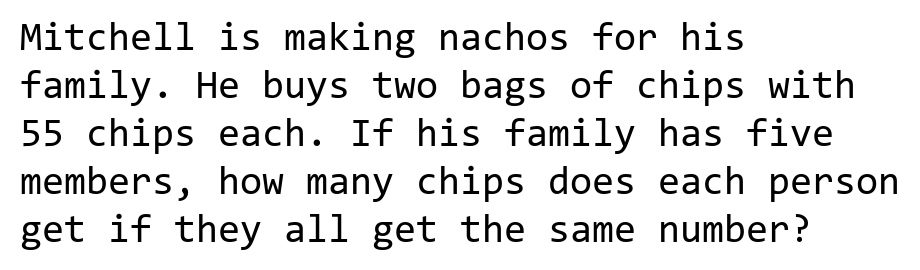 Mitchell is making nachos for his
family. He buys two bags of chips with
55 chips each. If his family has five
members, how many chips does each person
get if they all get the same number?